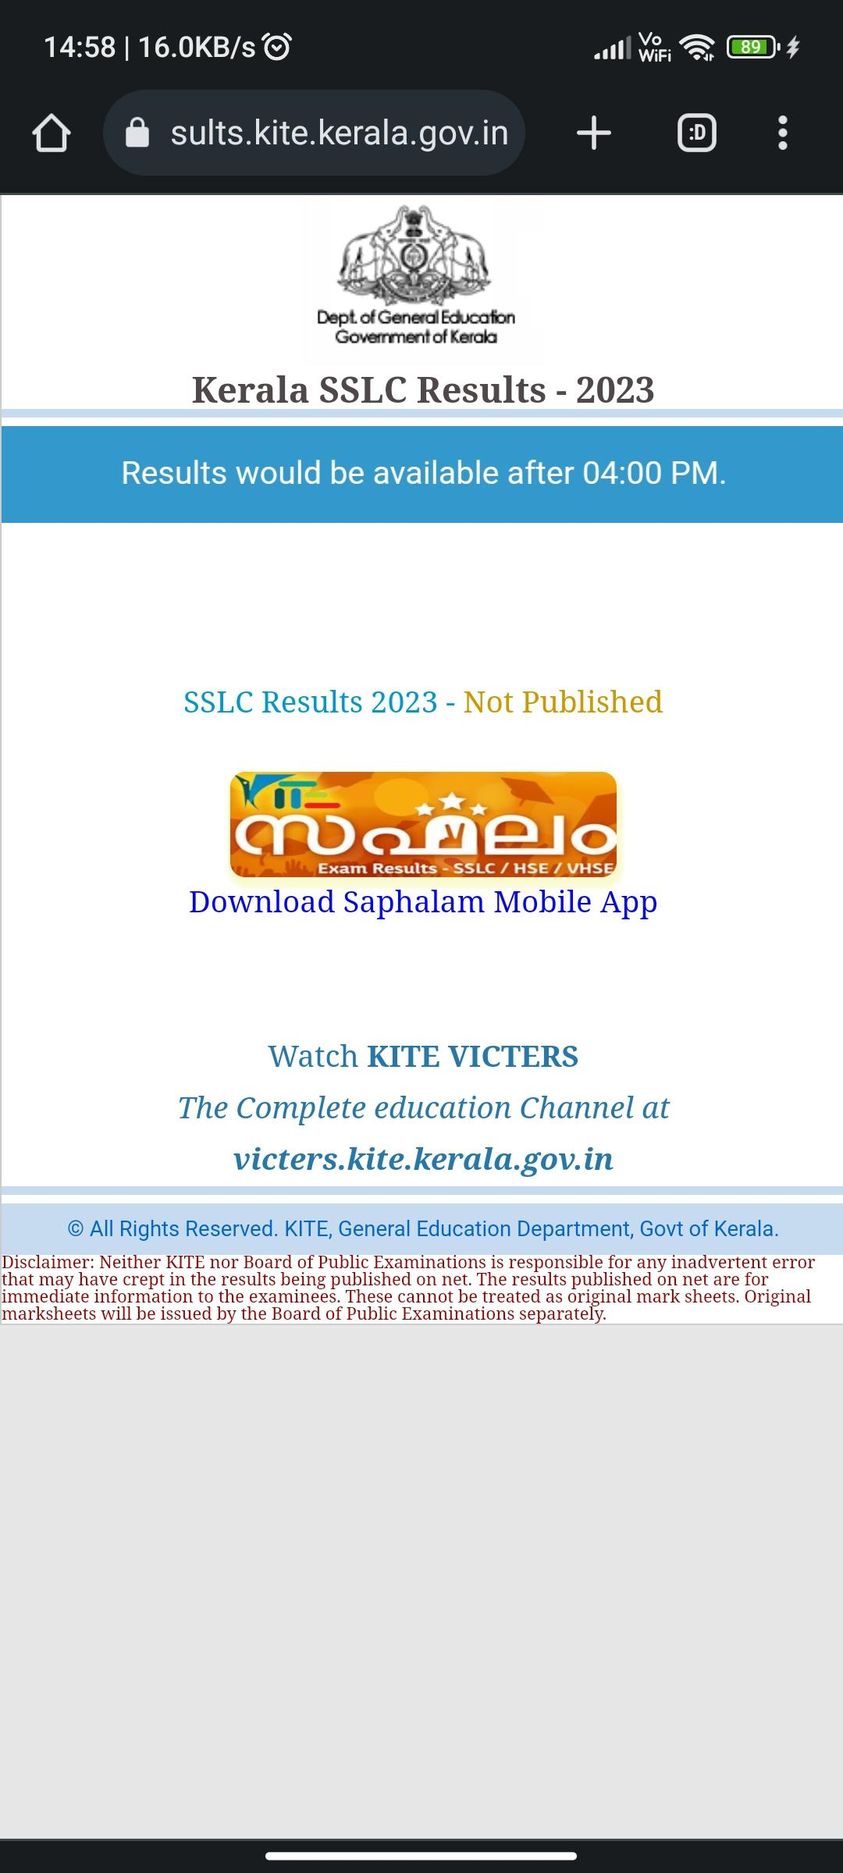 14:58 | 16.0KB/s
Vo
WiFi
89
sults.kite.kerala.gov.in
:D
Dept. of General Education
Government of Kerala
Kerala SSLC Results - 2023
Results would be available after 04:00 PM.
SSLC Results 2023 - Not Published
KITE
സഫലം
Exam Results - SSLC / HSE / VHSE
Download Saphalam Mobile App
Watch KITE VICTERS
The Complete education Channel at
victers.kite.kerala.gov.in
© All Rights Reserved. KITE, General Education Department, Govt of Kerala.
Disclaimer: Neither KITE nor Board of Public Examinations is responsible for any inadvertent error
that may have crept in the results being published on net. The results published on net are for
immediate information to the examinees. These cannot be treated as original mark sheets. Original
marksheets will be issued by the Board of Public Examinations separately.